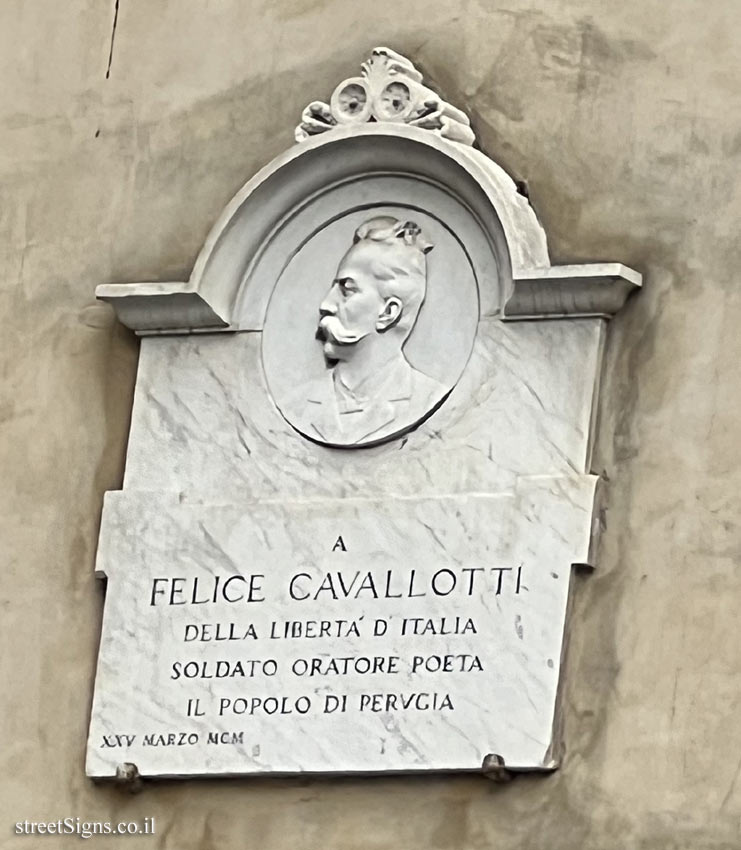 A
FELICE CAVALLOTTI
DELLA LIBERTA' D'ITALIA
SOLDATO ORATORE POETA
IL POPOLO DI PERVGIA
XXV MARZO MCM
streetSigns.co.il